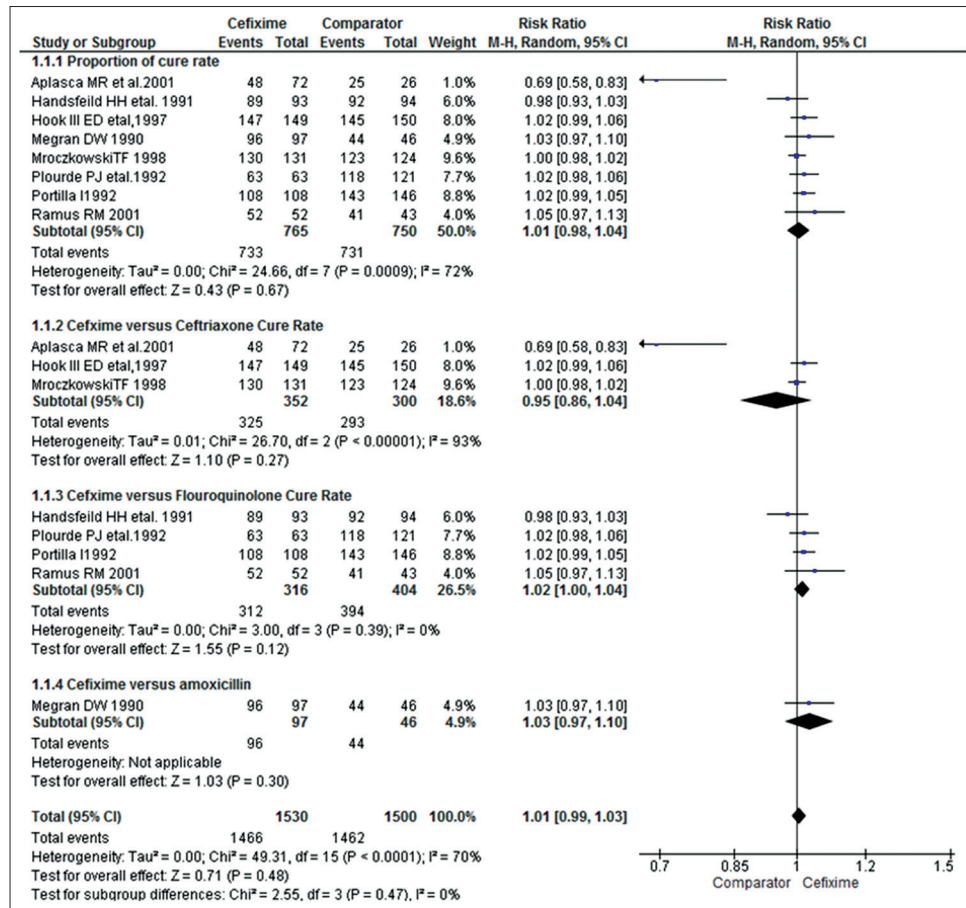 Cefixime Comparator Risk Ratio Risk Ratio
Study or Subgroup Events Total Events Total Weight M-H, Random, 95% CI M-H, Random, 95% CI
1.1.1 Proportion of cure rate
Aplasca MR et al.2001 48 72 25 26 1.0% 0.69 [0.58, 0.83]
Handsfeild HH etal. 1991 89 93 92 94 6.0% 0.98 [0.93, 1.03]
Hook III ED etal,1997 147 149 145 150 8.0% 1.02 [0.99, 1.06]
Megran DW 1990 96 97 44 46 4.9% 1.03 [0.97, 1.10]
MroczkowskiTF 1998 130 131 123 124 9.6% 1.00 [0.98, 1.02]
Plourde PJ etal.1992 63 63 118 121 7.7% 1.02 [0.98, 1.06]
Portilla I1992 108 108 143 146 8.8% 1.02 [0.99, 1.05]
Ramus RM 2001 52 52 41 43 4.0% 1.05 [0.97, 1.13]
Subtotal (95% CI) 765 750 50.0% 1.01 [0.98, 1.04]
Total events 733 731
Heterogeneity: Tau² = 0.00; Chi² = 24.66, df = 7 (P = 0.0009); I² = 72%
Test for overall effect: Z = 0.43 (P = 0.67)
1.1.2 Cefxime versus Ceftriaxone Cure Rate
Aplasca MR et al.2001 48 72 25 26 1.0% 0.69 [0.58, 0.83]
Hook III ED etal,1997 147 149 145 150 8.0% 1.02 [0.99, 1.06]
MroczkowskiTF 1998 130 131 123 124 9.6% 1.00 [0.98, 1.02]
Subtotal (95% CI) 352 300 18.6% 0.95 [0.86, 1.04]
Total events 325 293
Heterogeneity: Tau² = 0.01; Chi² = 26.70, df = 2 (P < 0.00001); I² = 93%
Test for overall effect: Z = 1.10 (P = 0.27)
1.1.3 Cefxime versus Flouroquinolone Cure Rate
Handsfeild HH etal. 1991 89 93 92 94 6.0% 0.98 [0.93, 1.03]
Plourde PJ etal.1992 63 63 118 121 7.7% 1.02 [0.98, 1.06]
Portilla I1992 108 108 143 146 8.8% 1.02 [0.99, 1.05]
Ramus RM 2001 52 52 41 43 4.0% 1.05 [0.97, 1.13]
Subtotal (95% CI) 316 404 26.5% 1.02 [1.00, 1.04]
Total events 312 394
Heterogeneity: Tau² = 0.00; Chi² = 3.00, df = 3 (P = 0.39); I² = 0%
Test for overall effect: Z = 1.55 (P = 0.12)
1.1.4 Cefixime versus amoxicillin
Megran DW 1990 96 97 44 46 4.9% 1.03 [0.97, 1.10]
Subtotal (95% CI) 97 46 4.9% 1.03 [0.97, 1.10]
Total events 96 44
Heterogeneity: Not applicable
Test for overall effect: Z = 1.03 (P = 0.30)
Total (95% CI) 1530 1500 100.0% 1.01 [0.99, 1.03]
Total events 1466 1462
Heterogeneity: Tau² = 0.00; Chi² = 49.31, df = 15 (P < 0.0001); I² = 70%
Test for overall effect: Z = 0.71 (P = 0.48)
Test for subgroup differences: Chi² = 2.55, df = 3 (P = 0.47), I² = 0%
0.7 0.85 1 1.2 1.5
Comparator Cefixime